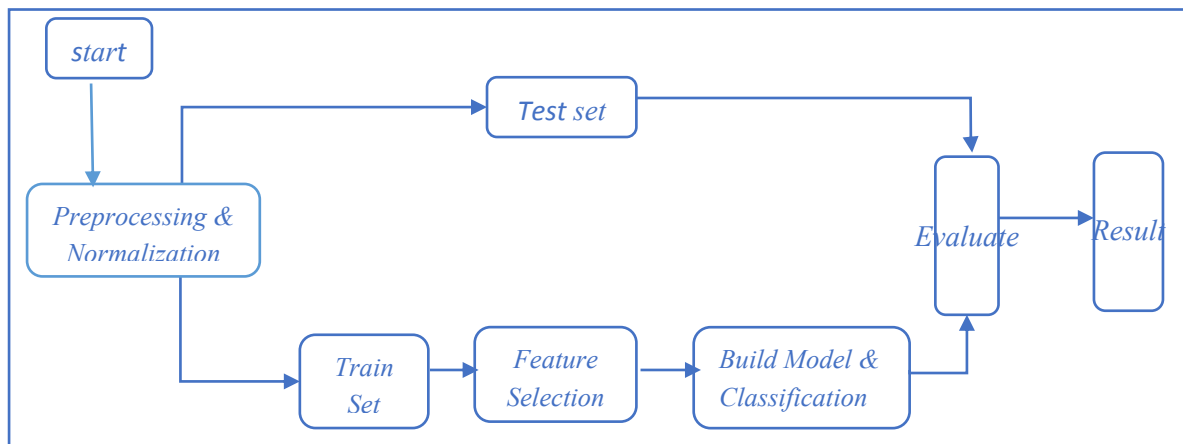 start
Test set
Preprocessing &
Normalization
Evaluate
Result
Train
Set
Feature
Selection
Build Model &
Classification